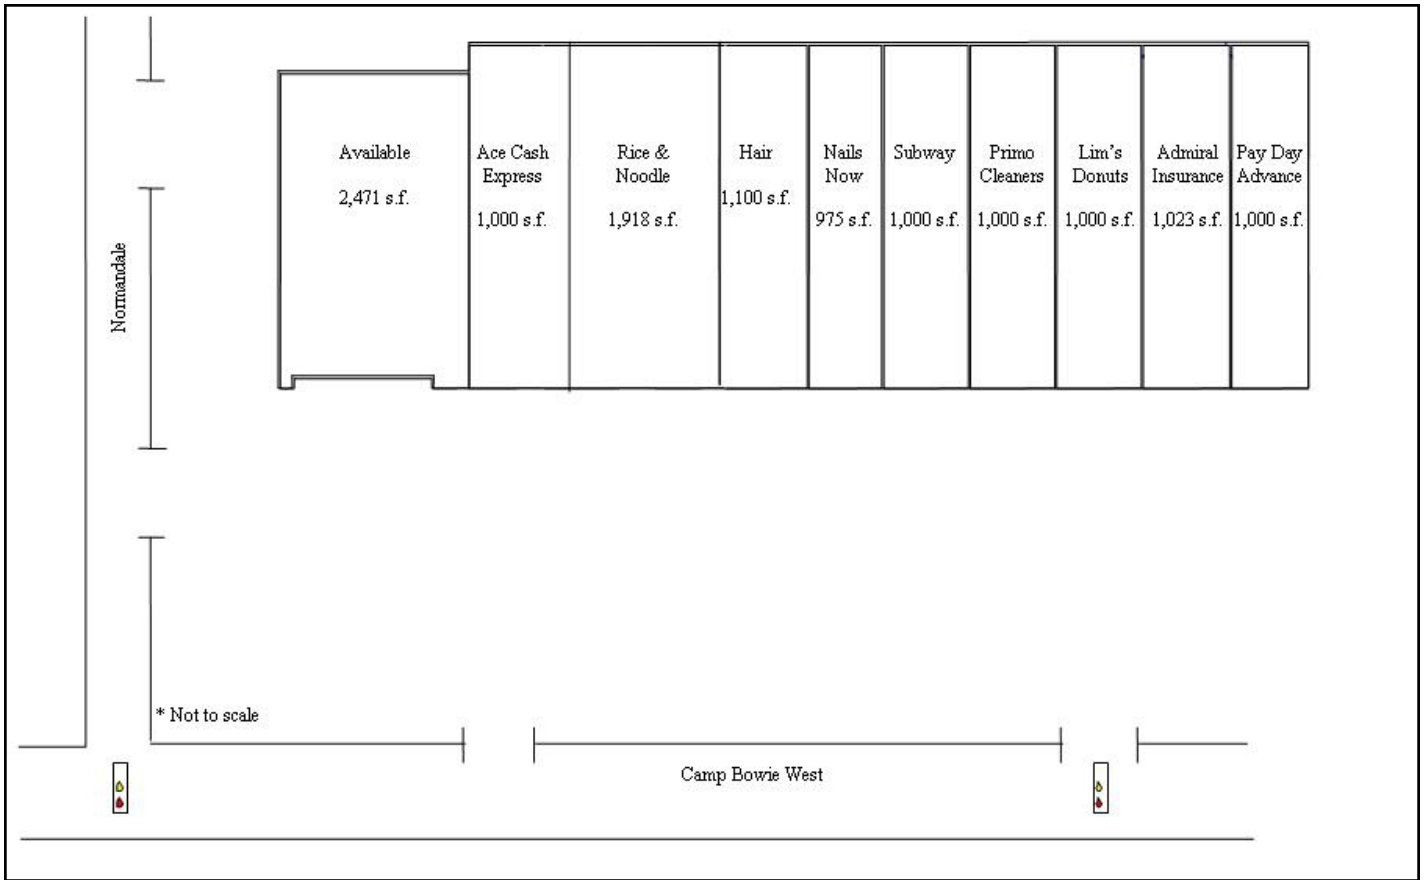 Available
2,471 s.f.
Ace Cash
Express
1,000 s.f.
Rice &
Noodle
1,918 s.f.
Hair
1,100 s.f.
Nails
Now
975 s.f.
Subway
1,000 s.f.
Primo
Cleaners
1,000 s.f.
Lim's
Donuts
1,000 s.f.
Admiral
Insurance
1,023 s.f.
Pay Day
Advance
1,000 s.f.
Normandale
* Not to scale
Camp Bowie West